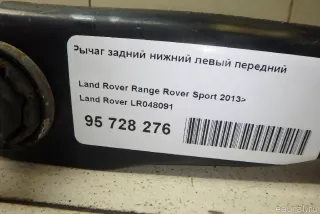 Рычаг задний нижний левый передний
Land Rover Range Rover Sport 2013>
Land Rover LR048091
95 728 276